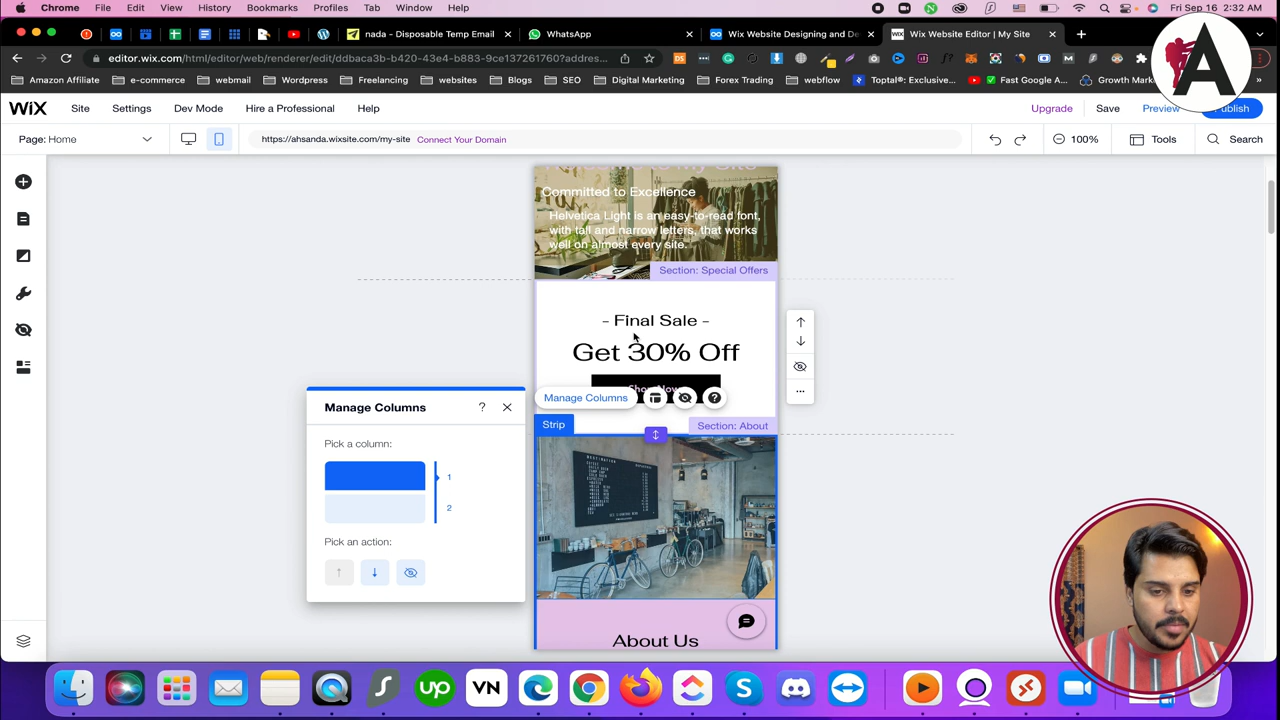 Chrome File Edit View History Bookmarks Profiles Tab Window Help
Fri Sep 16 2:32 AM
nada - Disposable Temp Email
WhatsApp
Wix Website Designing and De
Wix Website Editor | My Site
editor.wix.com/html/editor/web/renderer/edit/ddbaca3b-b420-43e4-b883-9ce137261760?addres...
Amazon Affiliate e-commerce webmail Wordpress Freelancing websites Blogs SEO Digital Marketing Forex Trading webflow Toptal®: Exclusive... Free Google A... Growth Mark
WiX Site Settings Dev Mode Hire a Professional Help Upgrade Save Preview Publish
Page: Home
https://ahsanda.wixsite.com/my-site Connect Your Domain
100% Tools Search
Committed to Excellence
Helvetica Light is an easy-to-read font,
with tall and narrow letters, that works
well on almost every site.
Section: Special Offers
- Final Sale -
Get 30% Off
Shop Now
Manage Columns
Strip
Section: About
About Us
Manage Columns
?
Pick a column:
1
2
Pick an action:
A
up
VN